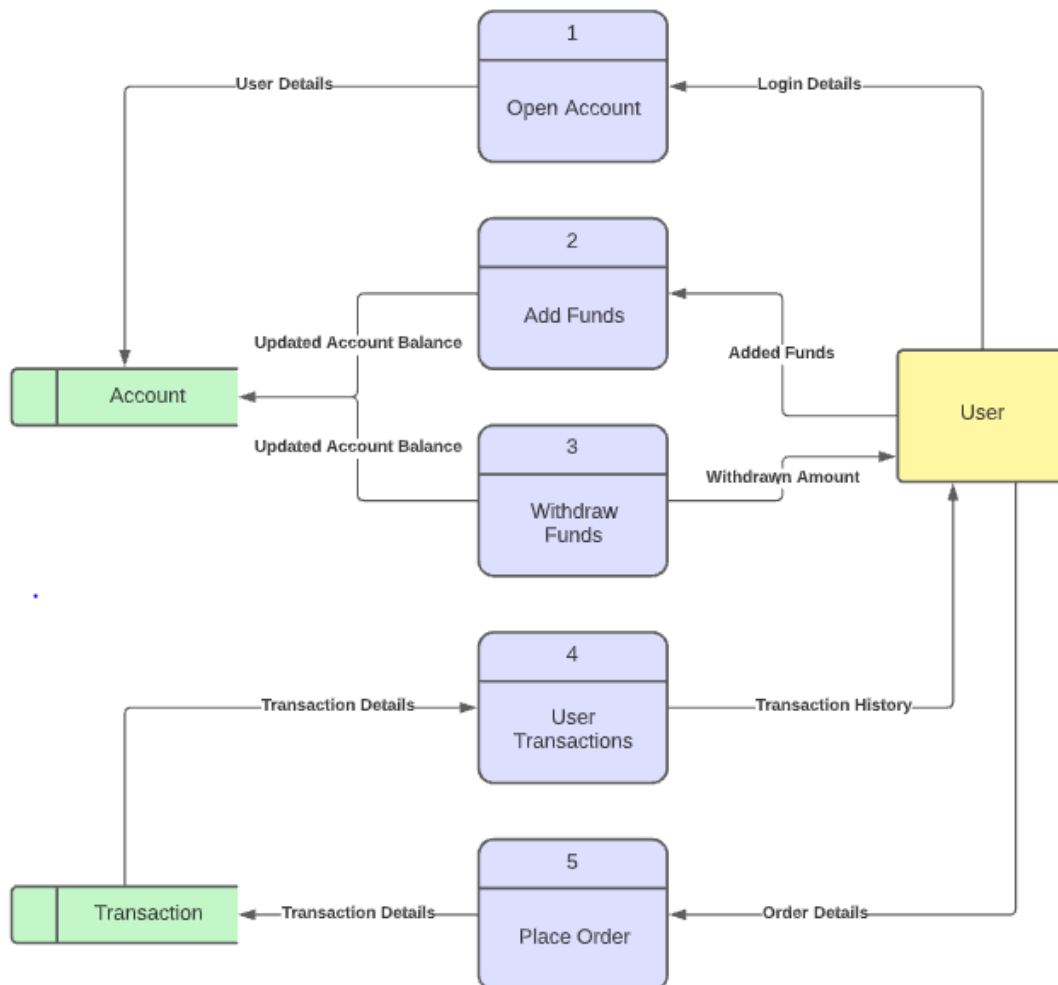 1
User Details
Login Details
Open Account
2
Add Funds
Updated Account Balance
Added Funds
Account
User
Updated Account Balance
3
Withdrawn Amount
Withdraw
Funds
4
Transaction Details
Transaction History
User
Transactions
5
Transaction
Transaction Details
Order Details
Place Order